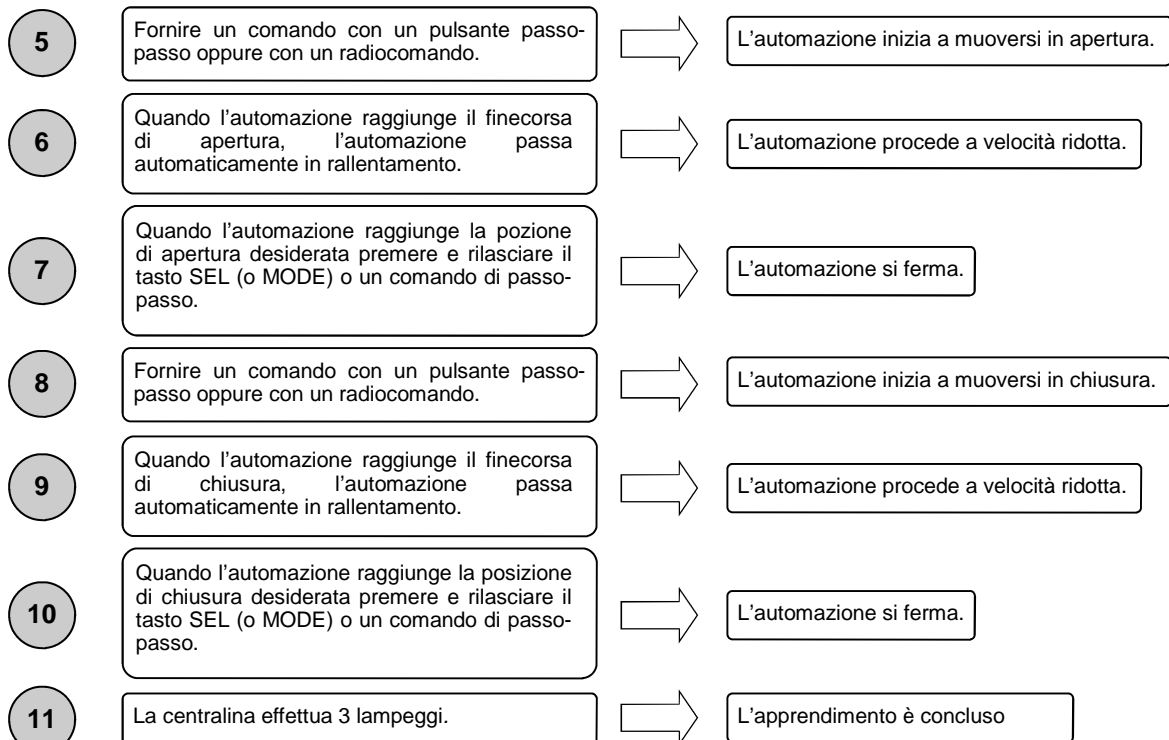 5
Fornire un comando con un pulsante passo-
passo oppure con un radiocomando.
L'automazione inizia a muoversi in apertura.
6
Quando l'automazione raggiunge il finecorsa
di apertura, l'automazione passa
automaticamente in rallentamento.
L'automazione procede a velocità ridotta.
7
Quando l'automazione raggiunge la pozione
di apertura desiderata premere e rilasciare il
tasto SEL (o MODE) o un comando di passo-
passo.
L'automazione si ferma.
8
Fornire un comando con un pulsante passo-
passo oppure con un radiocomando.
L'automazione inizia a muoversi in chiusura.
9
Quando l'automazione raggiunge il finecorsa
di chiusura, l'automazione passa
automaticamente in rallentamento.
L'automazione procede a velocità ridotta.
10
Quando l'automazione raggiunge la posizione
di chiusura desiderata premere e rilasciare il
tasto SEL (o MODE) o un comando di passo-
passo.
L'automazione si ferma.
11
La centralina effettua 3 lampeggi.
L'apprendimento è concluso